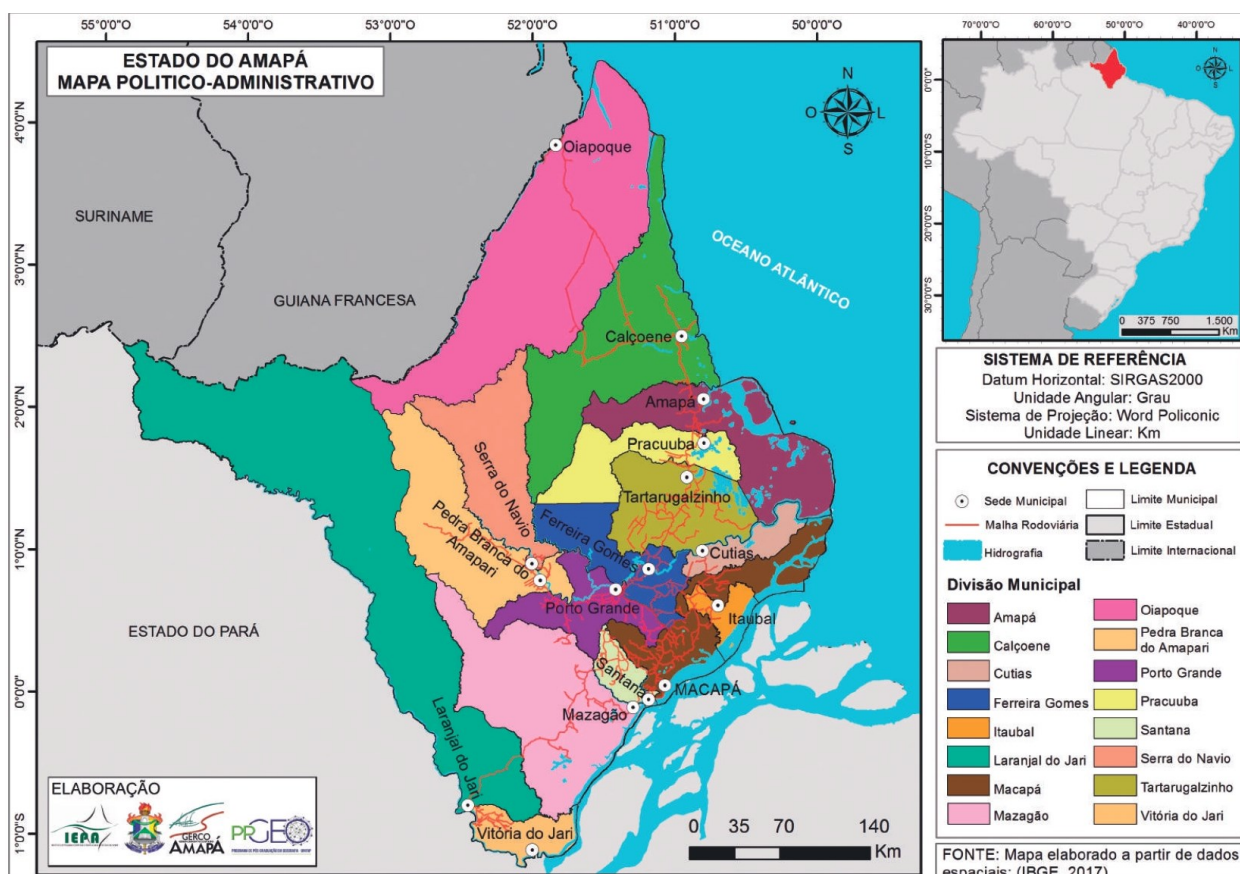 55°0'0"O
54°0'0"O
53°0'0"O
52°0'0"O
51°0'0"O
50°0'0"O
4°0'0"N
3°0'0"N
2°0'0"N
1°0'0"N
0°0'0"N
1°0'0"S
ESTADO DO AMAPÁ
MAPA POLITICO-ADMINISTRATIVO
N
O
L
S
SURINAME
GUIANA FRANCESA
OCEANO ATLÂNTICO
ESTADO DO PARÁ
Oiapoque
Calçoene
Amapá
Pracuuba
Tartarugalzinho
Serra do Navio
Pedra Branca do
Amapari
Ferreira Gomes
Cutias
Porto Grande
Itaubal
Santana
MACAPÁ
Mazagão
Laranjal do Jari
Vitória do Jari
ELABORAÇÃO
IEPA
GERCO
AMAPÁ
PRGEO
0 35 70 140
Km
70°0'0"O
60°0'0"O
50°0'0"O
40°0'0"O
0°0'0"
10°0'0"S
20°0'0"S
30°0'0"S
0 375 750 1.500
Km
SISTEMA DE REFERÊNCIA
Datum Horizontal: SIRGAS2000
Unidade Angular: Grau
Sistema de Projeção: Word Policonic
Unidade Linear: Km
CONVENÇÕES E LEGENDA
Sede Municipal
Limite Municipal
Malha Rodoviária
Limite Estadual
Hidrografia
Limite Internacional
Divisão Municipal
Amapá
Oiapoque
Calçoene
Pedra Branca
do Amapari
Cutias
Porto Grande
Ferreira Gomes
Pracuuba
Itaubal
Santana
Laranjal do Jari
Serra do Navio
Macapá
Tartarugalzinho
Mazagão
Vitória do Jari
FONTE: Mapa elaborado a partir de dados
espaciais: (IBGE, 2017)